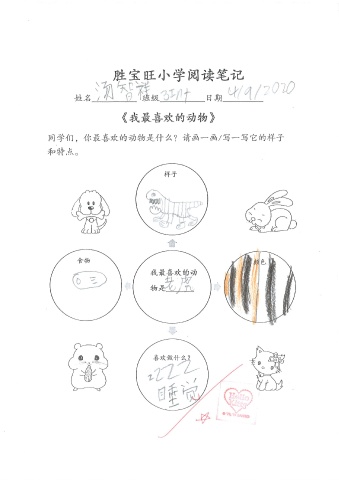 胜宝旺小学阅读笔记
姓名 汤智祥 班级 日期 4/9/2020
《我最喜欢的动物》
同学们，你最喜欢的动物是什么？请画一画/写一写它的样子
和特点。
样子
食物
我最喜欢的动
物是 老虎
颜色
喜欢做什么？
zZZZ
睡觉